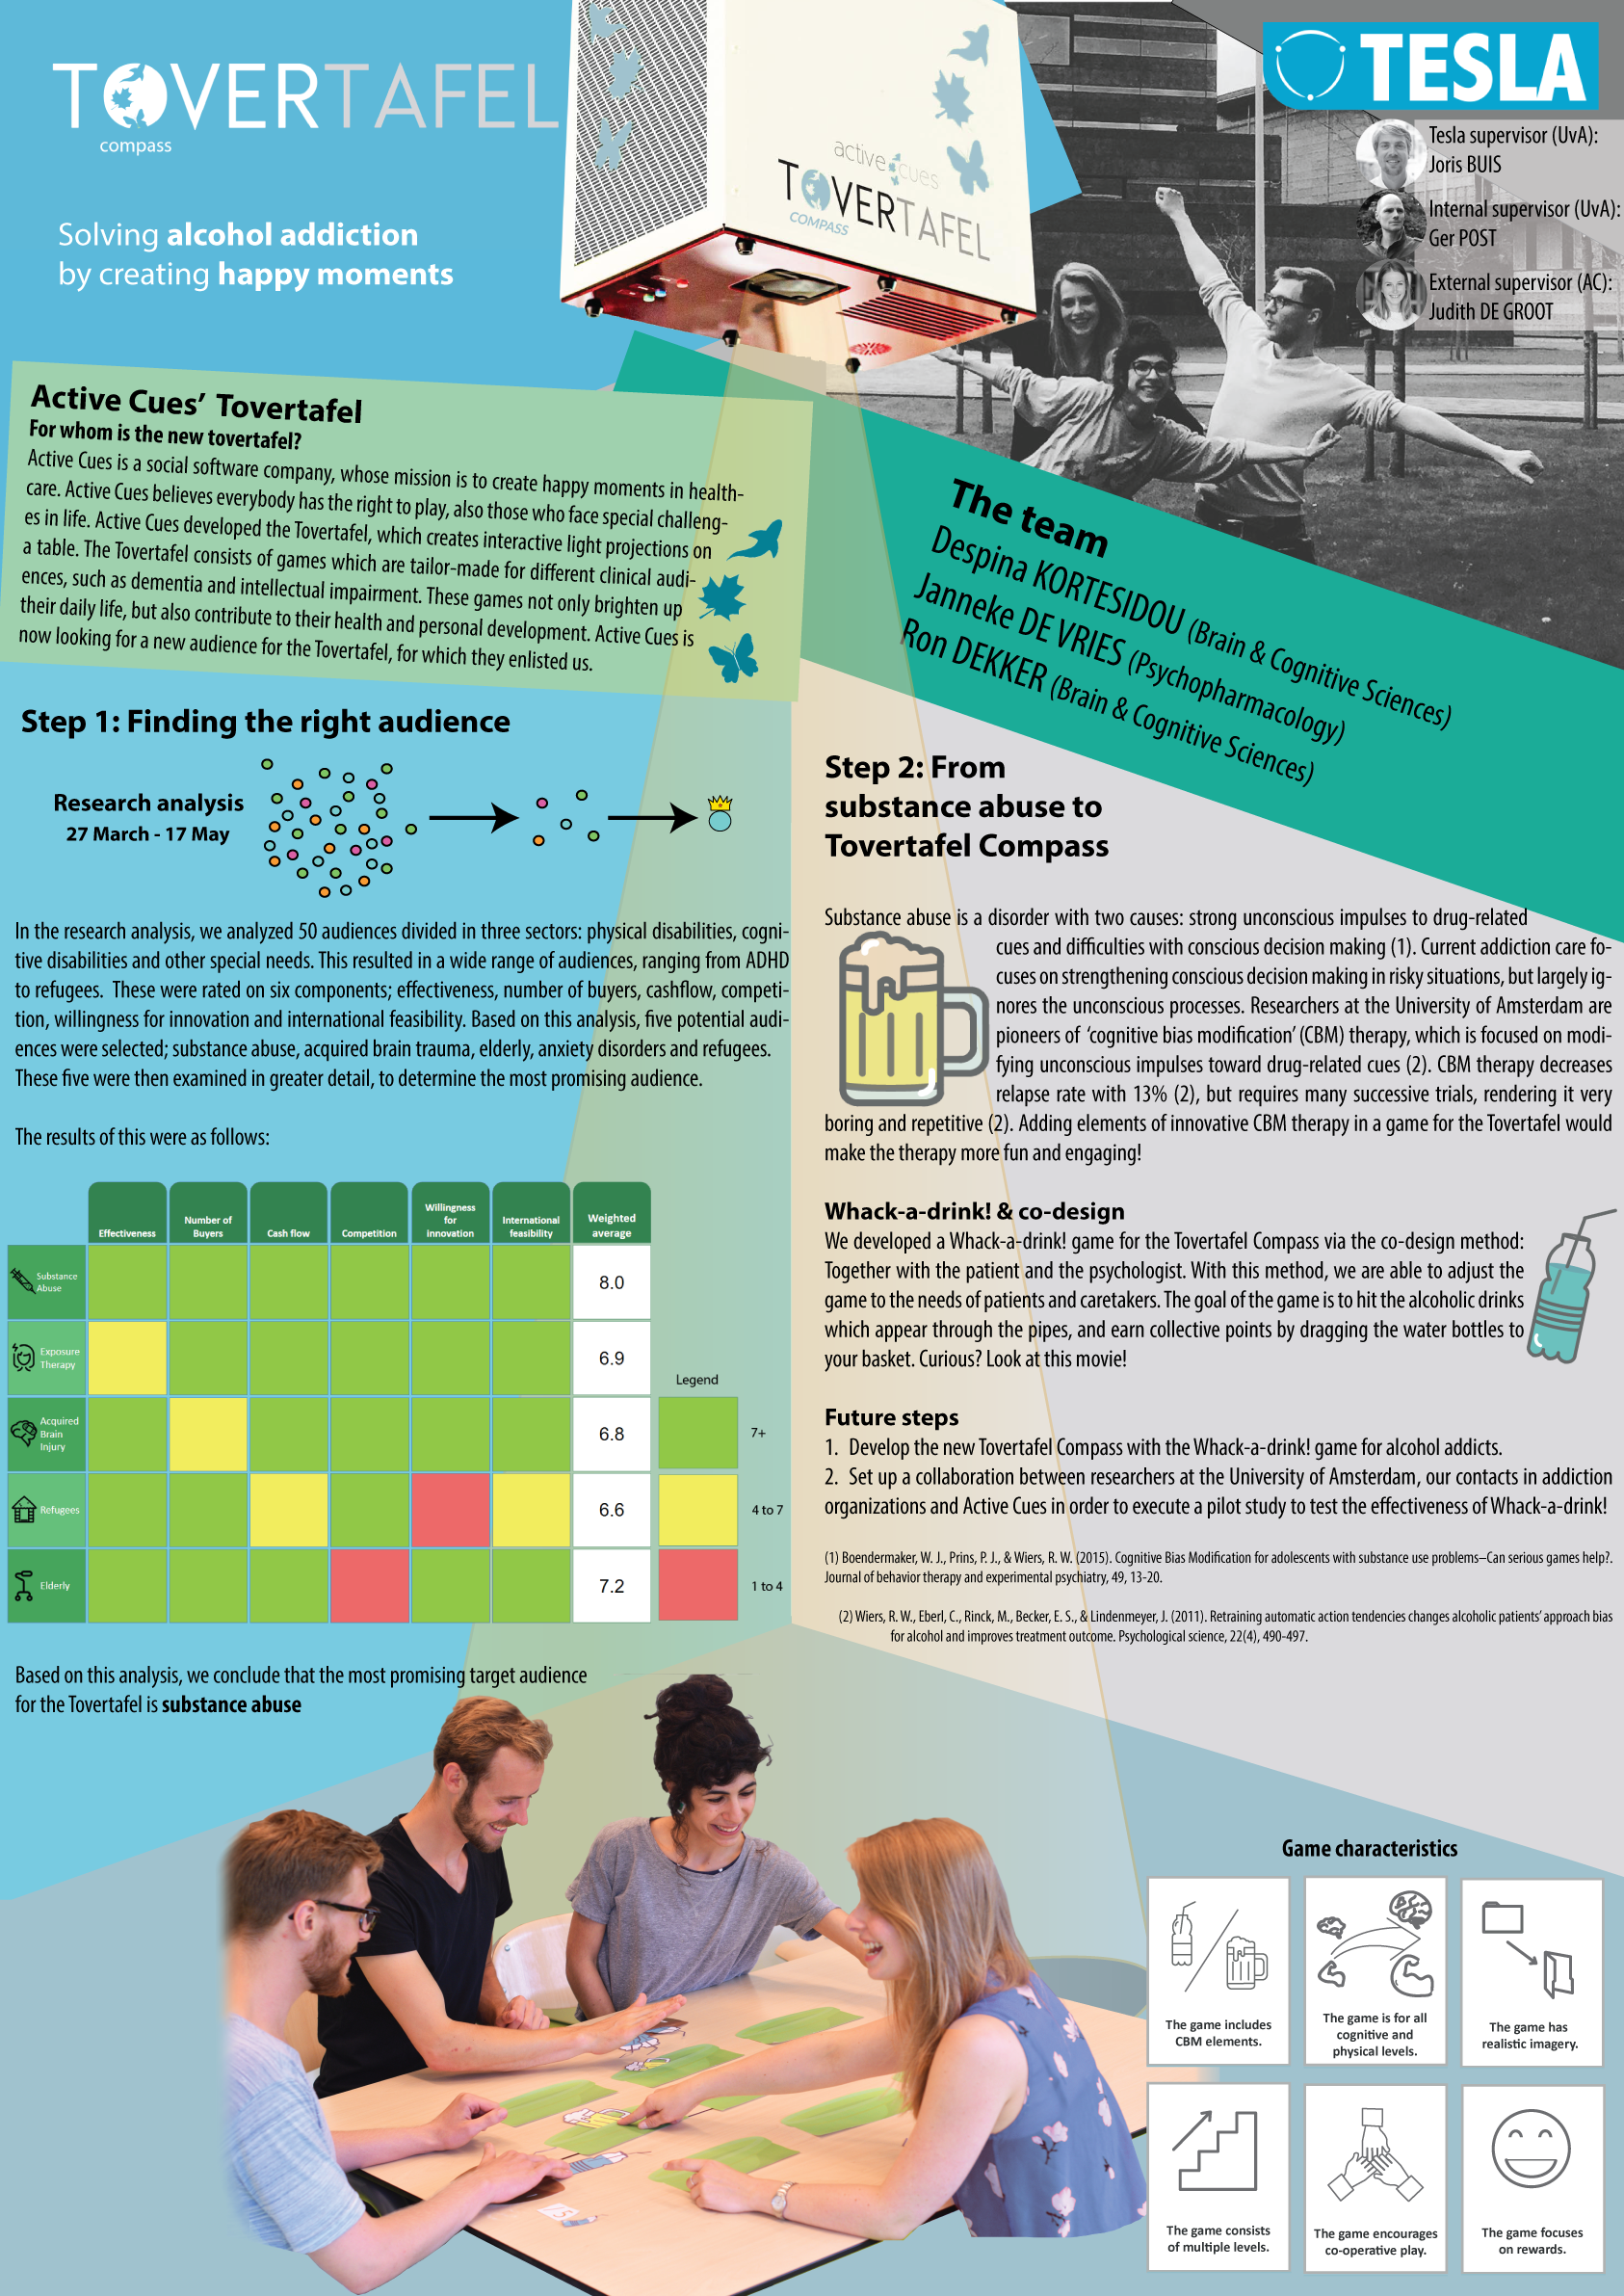 TOVERTAFEL
compass
Solving alcohol addiction
by creating happy moments
active cues
TOVERTAFEL
COMPASS
TESLA
Tesla supervisor (UvA):
Joris BUIS
Internal supervisor (UvA):
Ger POST
External supervisor (AC):
Judith DE GROOT
Active Cues’ Tovertafel
For whom is the new tovertafel?
Active Cues is a social software company, whose mission is to create happy moments in health-
care. Active Cues believes everybody has the right to play, also those who face special challeng-
es in life. Active Cues developed the Tovertafel, which creates interactive light projections on
a table. The Tovertafel consists of games which are tailor-made for different clinical audi-
ences, such as dementia and intellectual impairment. These games not only brighten up
their daily life, but also contribute to their health and personal development. Active Cues is
now looking for a new audience for the Tovertafel, for which they enlisted us.
The team
Despina KORTESIDOU (Brain & Cognitive Sciences)
Janneke DE VRIES (Psychopharmacology)
Ron DEKKER (Brain & Cognitive Sciences)
Step 1: Finding the right audience
Research analysis
27 March - 17 May
In the research analysis, we analyzed 50 audiences divided in three sectors: physical disabilities, cogni-
tive disabilities and other special needs. This resulted in a wide range of audiences, ranging from ADHD
to refugees. These were rated on six components; effectiveness, number of buyers, cashflow, competi-
tion, willingness for innovation and international feasibility. Based on this analysis, five potential audi-
ences were selected; substance abuse, acquired brain trauma, elderly, anxiety disorders and refugees.
These five were then examined in greater detail, to determine the most promising audience.
The results of this were as follows:
Effectiveness
Number of
Buyers
Cash flow
Competition
Willingness
for
innovation
International
feasibility
Weighted
average
Substance
Abuse
8.0
Exposure
Therapy
6.9
Acquired
Brain
Injury
6.8
Refugees
6.6
Elderly
7.2
Legend
7+
4 to 7
1 to 4
Based on this analysis, we conclude that the most promising target audience
for the Tovertafel is substance abuse
Step 2: From
substance abuse to
Tovertafel Compass
Substance abuse is a disorder with two causes: strong unconscious impulses to drug-related
cues and difficulties with conscious decision making (1). Current addiction care fo-
cuses on strengthening conscious decision making in risky situations, but largely ig-
nores the unconscious processes. Researchers at the University of Amsterdam are
pioneers of ‘cognitive bias modification’ (CBM) therapy, which is focused on modi-
fying unconscious impulses toward drug-related cues (2). CBM therapy decreases
relapse rate with 13% (2), but requires many successive trials, rendering it very
boring and repetitive (2). Adding elements of innovative CBM therapy in a game for the Tovertafel would
make the therapy more fun and engaging!
Whack-a-drink! & co-design
We developed a Whack-a-drink! game for the Tovertafel Compass via the co-design method:
Together with the patient and the psychologist. With this method, we are able to adjust the
game to the needs of patients and caretakers. The goal of the game is to hit the alcoholic drinks
which appear through the pipes, and earn collective points by dragging the water bottles to
your basket. Curious? Look at this movie!
Future steps
1. Develop the new Tovertafel Compass with the Whack-a-drink! game for alcohol addicts.
2. Set up a collaboration between researchers at the University of Amsterdam, our contacts in addiction
organizations and Active Cues in order to execute a pilot study to test the effectiveness of Whack-a-drink!
(1) Boendermaker, W. J., Prins, P. J., & Wiers, R. W. (2015). Cognitive Bias Modification for adolescents with substance use problems–Can serious games help?.
Journal of behavior therapy and experimental psychiatry, 49, 13-20.
(2) Wiers, R. W., Eberl, C., Rinck, M., Becker, E. S., & Lindenmeyer, J. (2011). Retraining automatic action tendencies changes alcoholic patients’ approach bias
for alcohol and improves treatment outcome. Psychological science, 22(4), 490-497.
Game characteristics
The game includes
CBM elements.
The game is for all
cognitive and
physical levels.
The game has
realistic imagery.
The game consists
of multiple levels.
The game encourages
co-operative play.
The game focuses
on rewards.